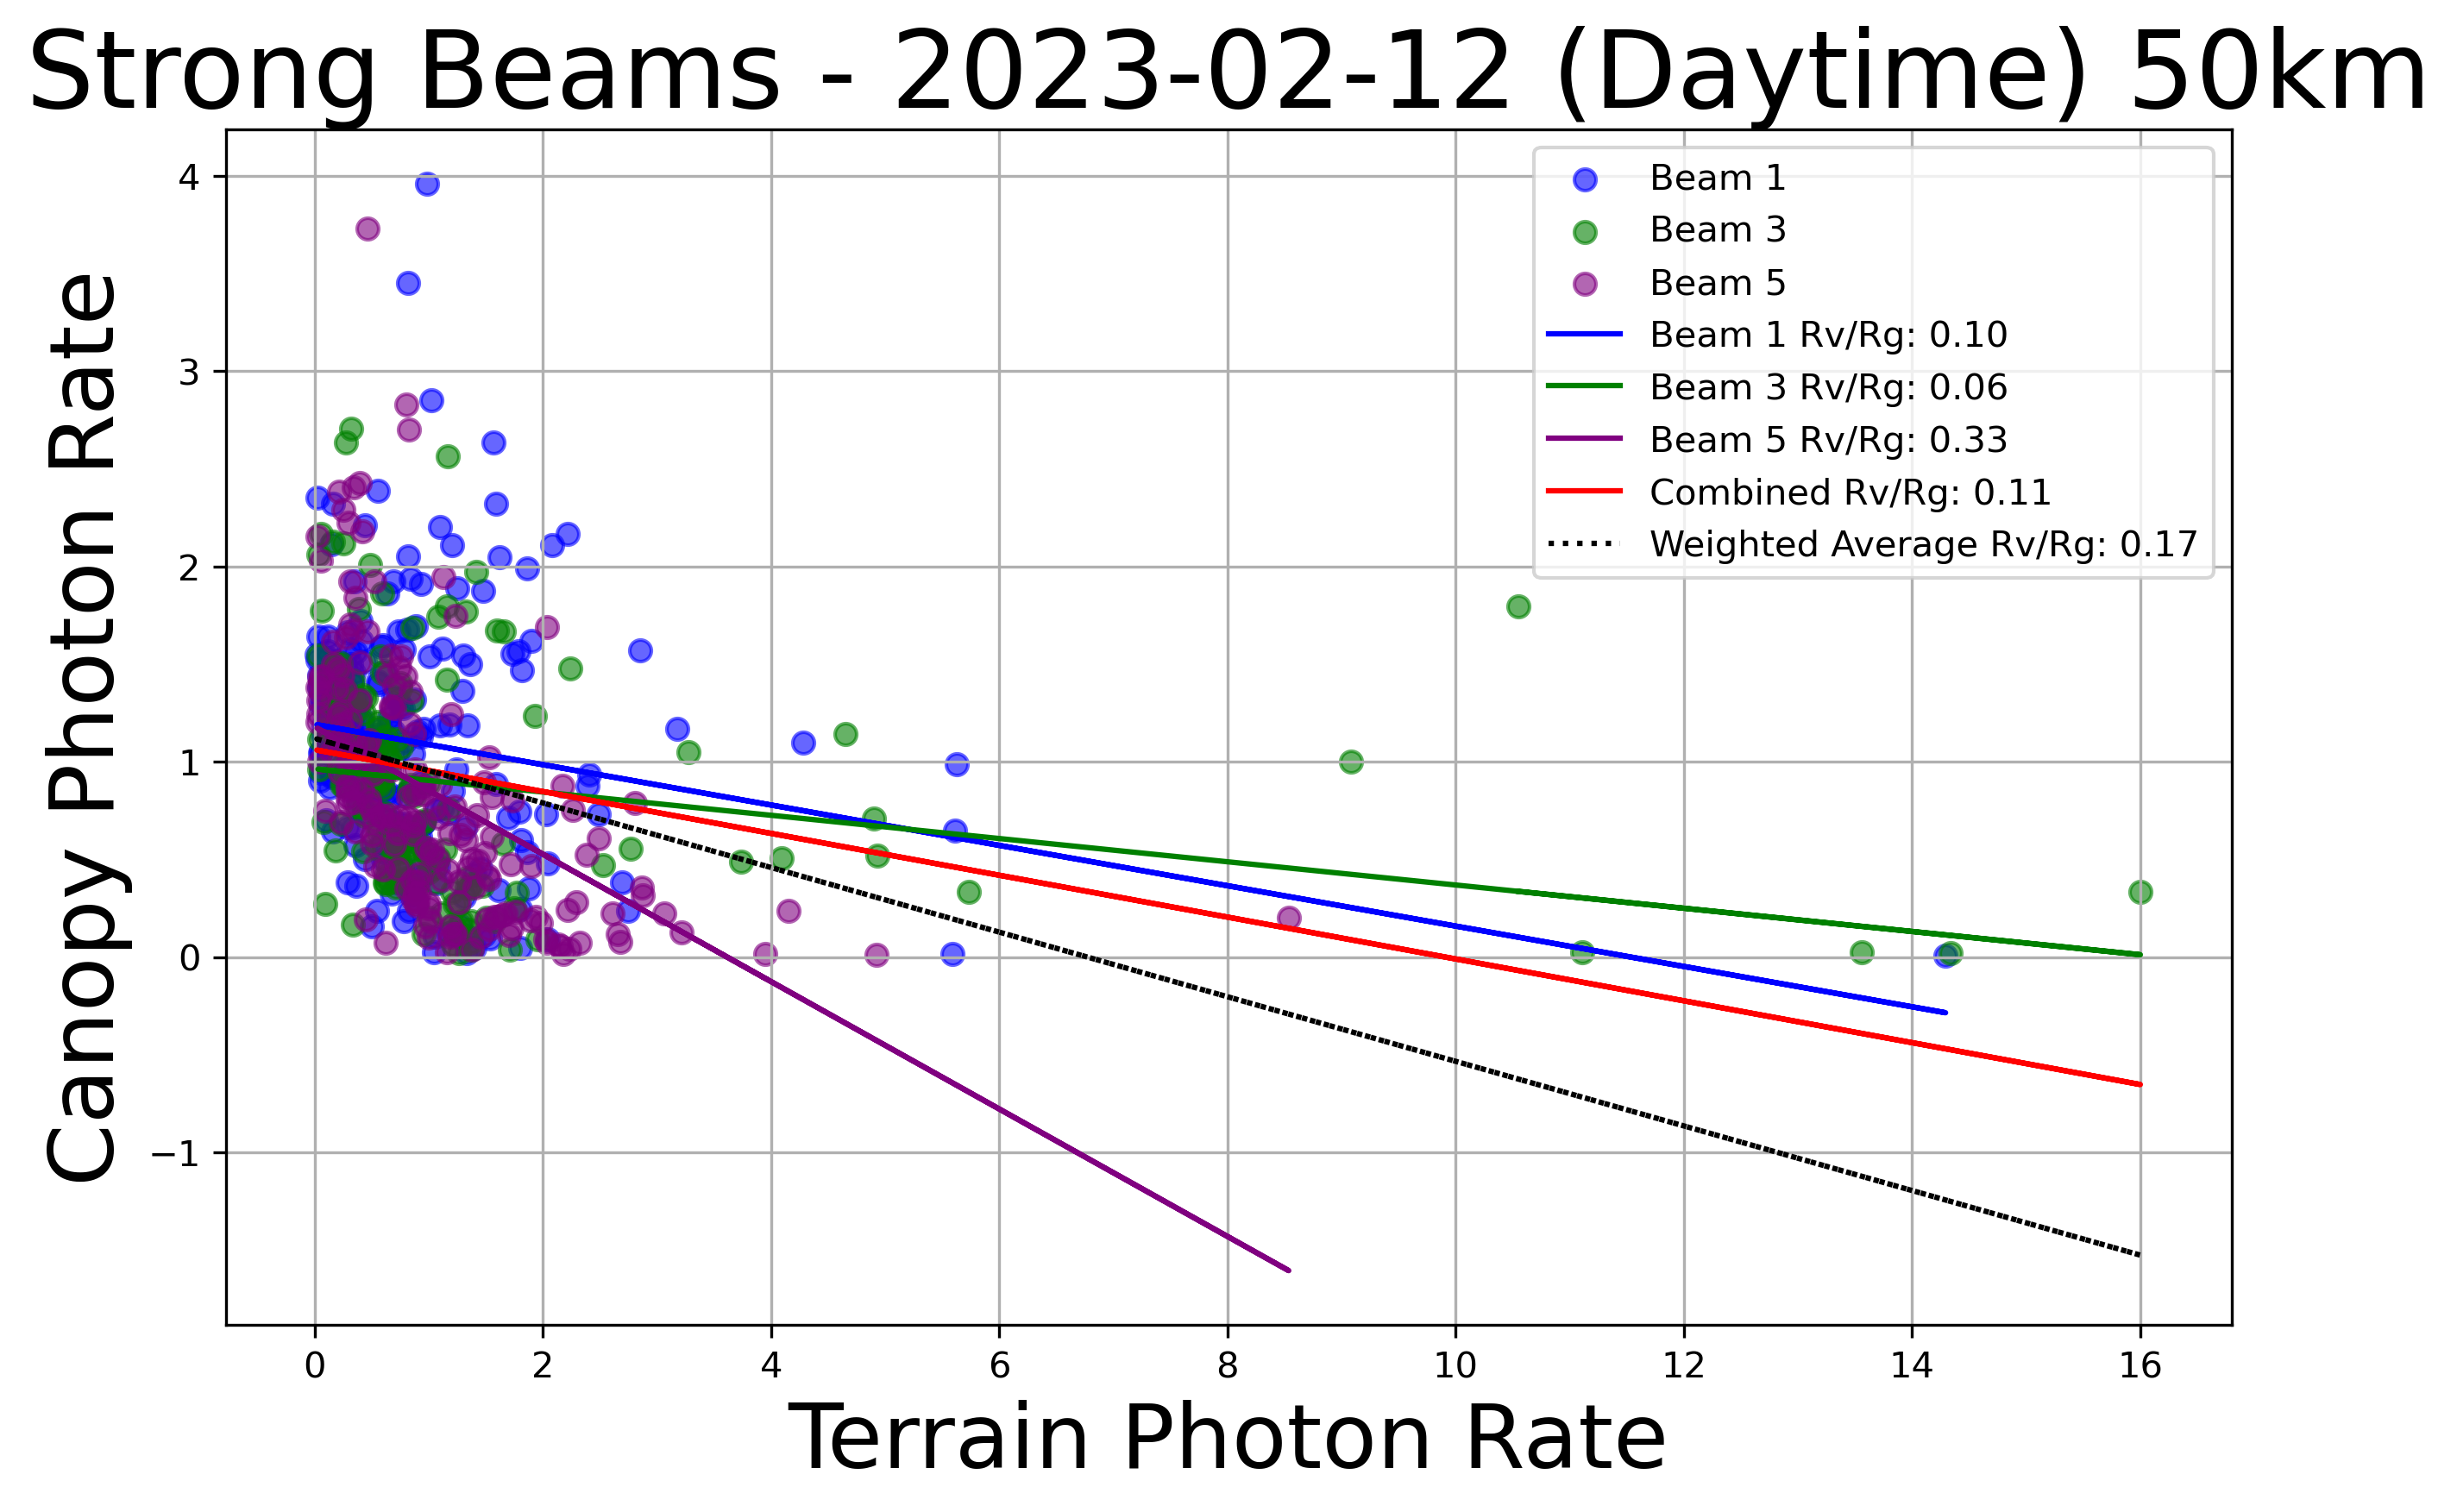 Strong Beams - 2023-02-12 (Daytime) 50km
Canopy Photon Rate
4
3
2
1
0
−1
Beam 1
Beam 3
Beam 5
Beam 1 Rv/Rg: 0.10
Beam 3 Rv/Rg: 0.06
Beam 5 Rv/Rg: 0.33
Combined Rv/Rg: 0.11
Weighted Average Rv/Rg: 0.17
0 2 4 6 8 10 12 14 16
Terrain Photon Rate